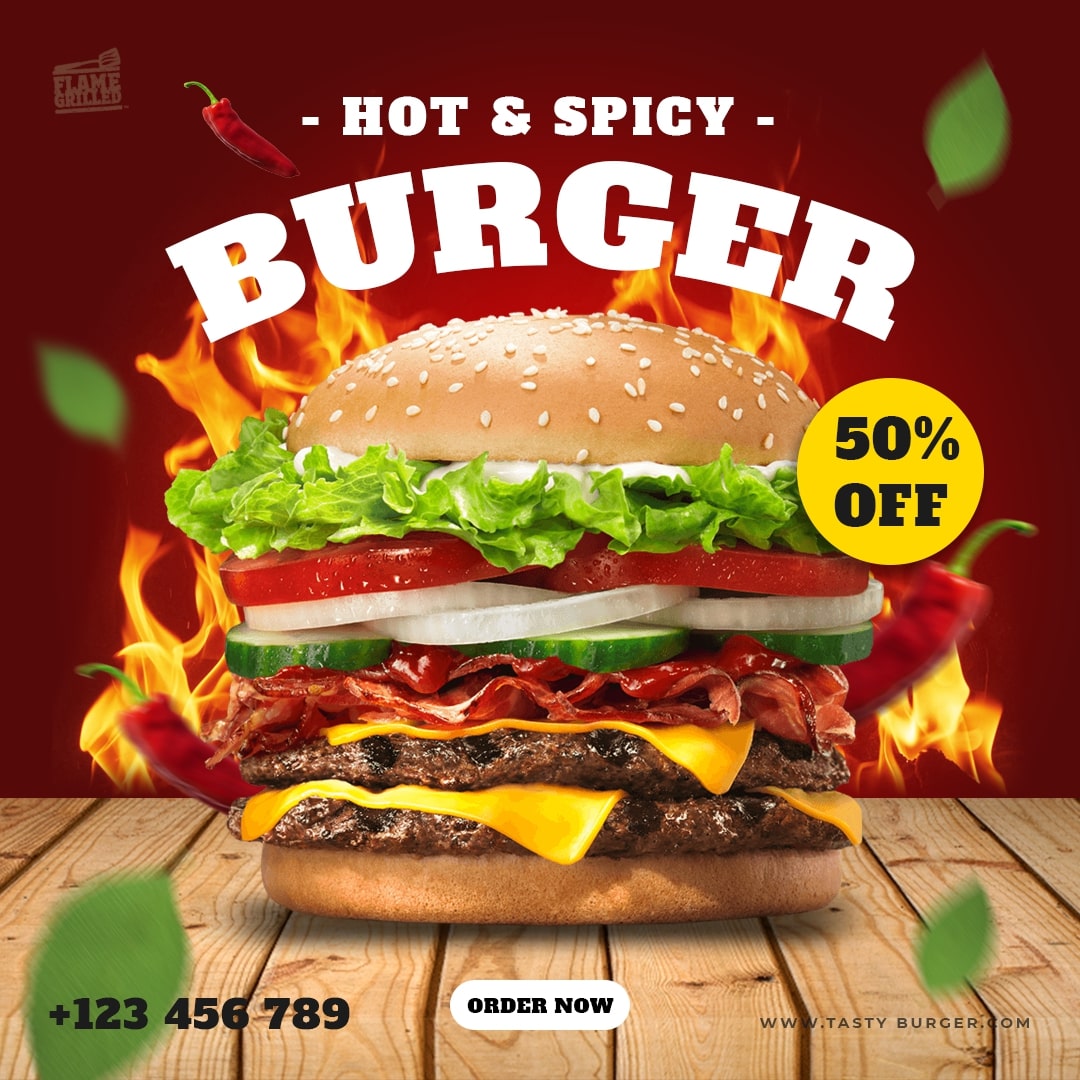 FLAME
GRILLED
- HOT & SPICY -
BURGER
50%
OFF
+123 456 789
ORDER NOW
WWW.TASTY BURGER.COM